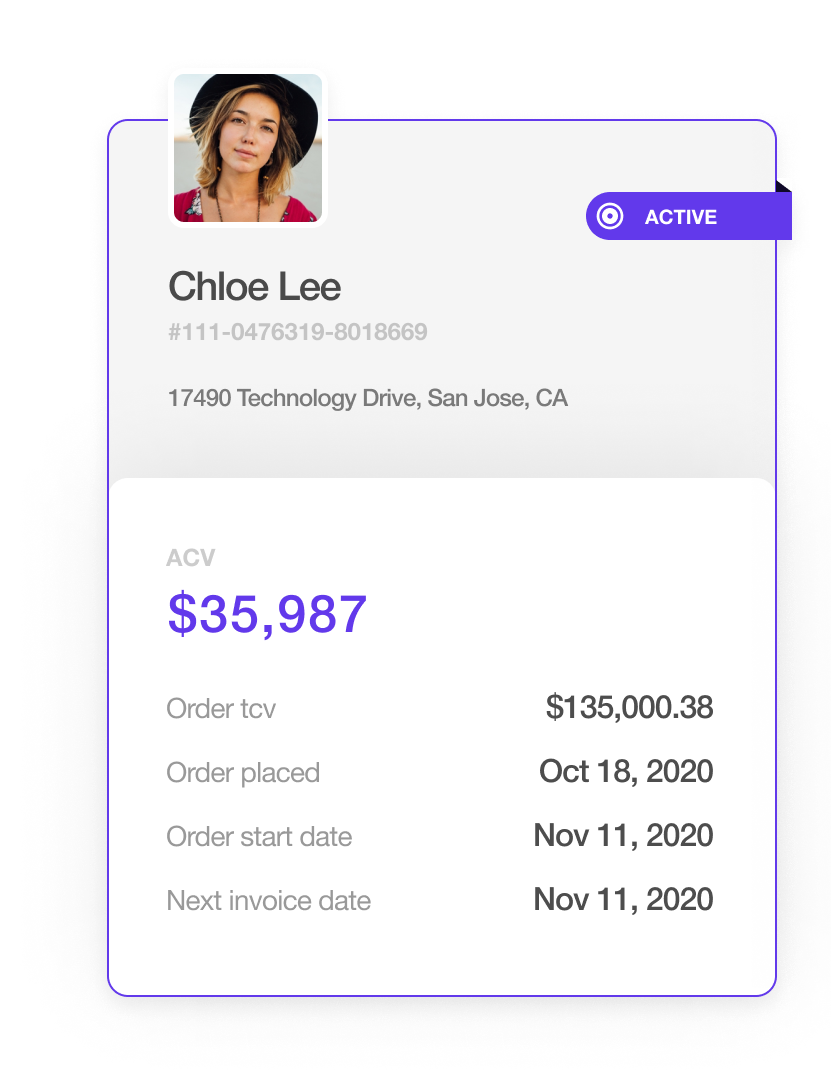 ACTIVE
Chloe Lee
#111-0476319-8018669
17490 Technology Drive, San Jose, CA
ACV
$35,987
Order tcv $135,000.38
Order placed Oct 18, 2020
Order start date Nov 11, 2020
Next invoice date Nov 11, 2020